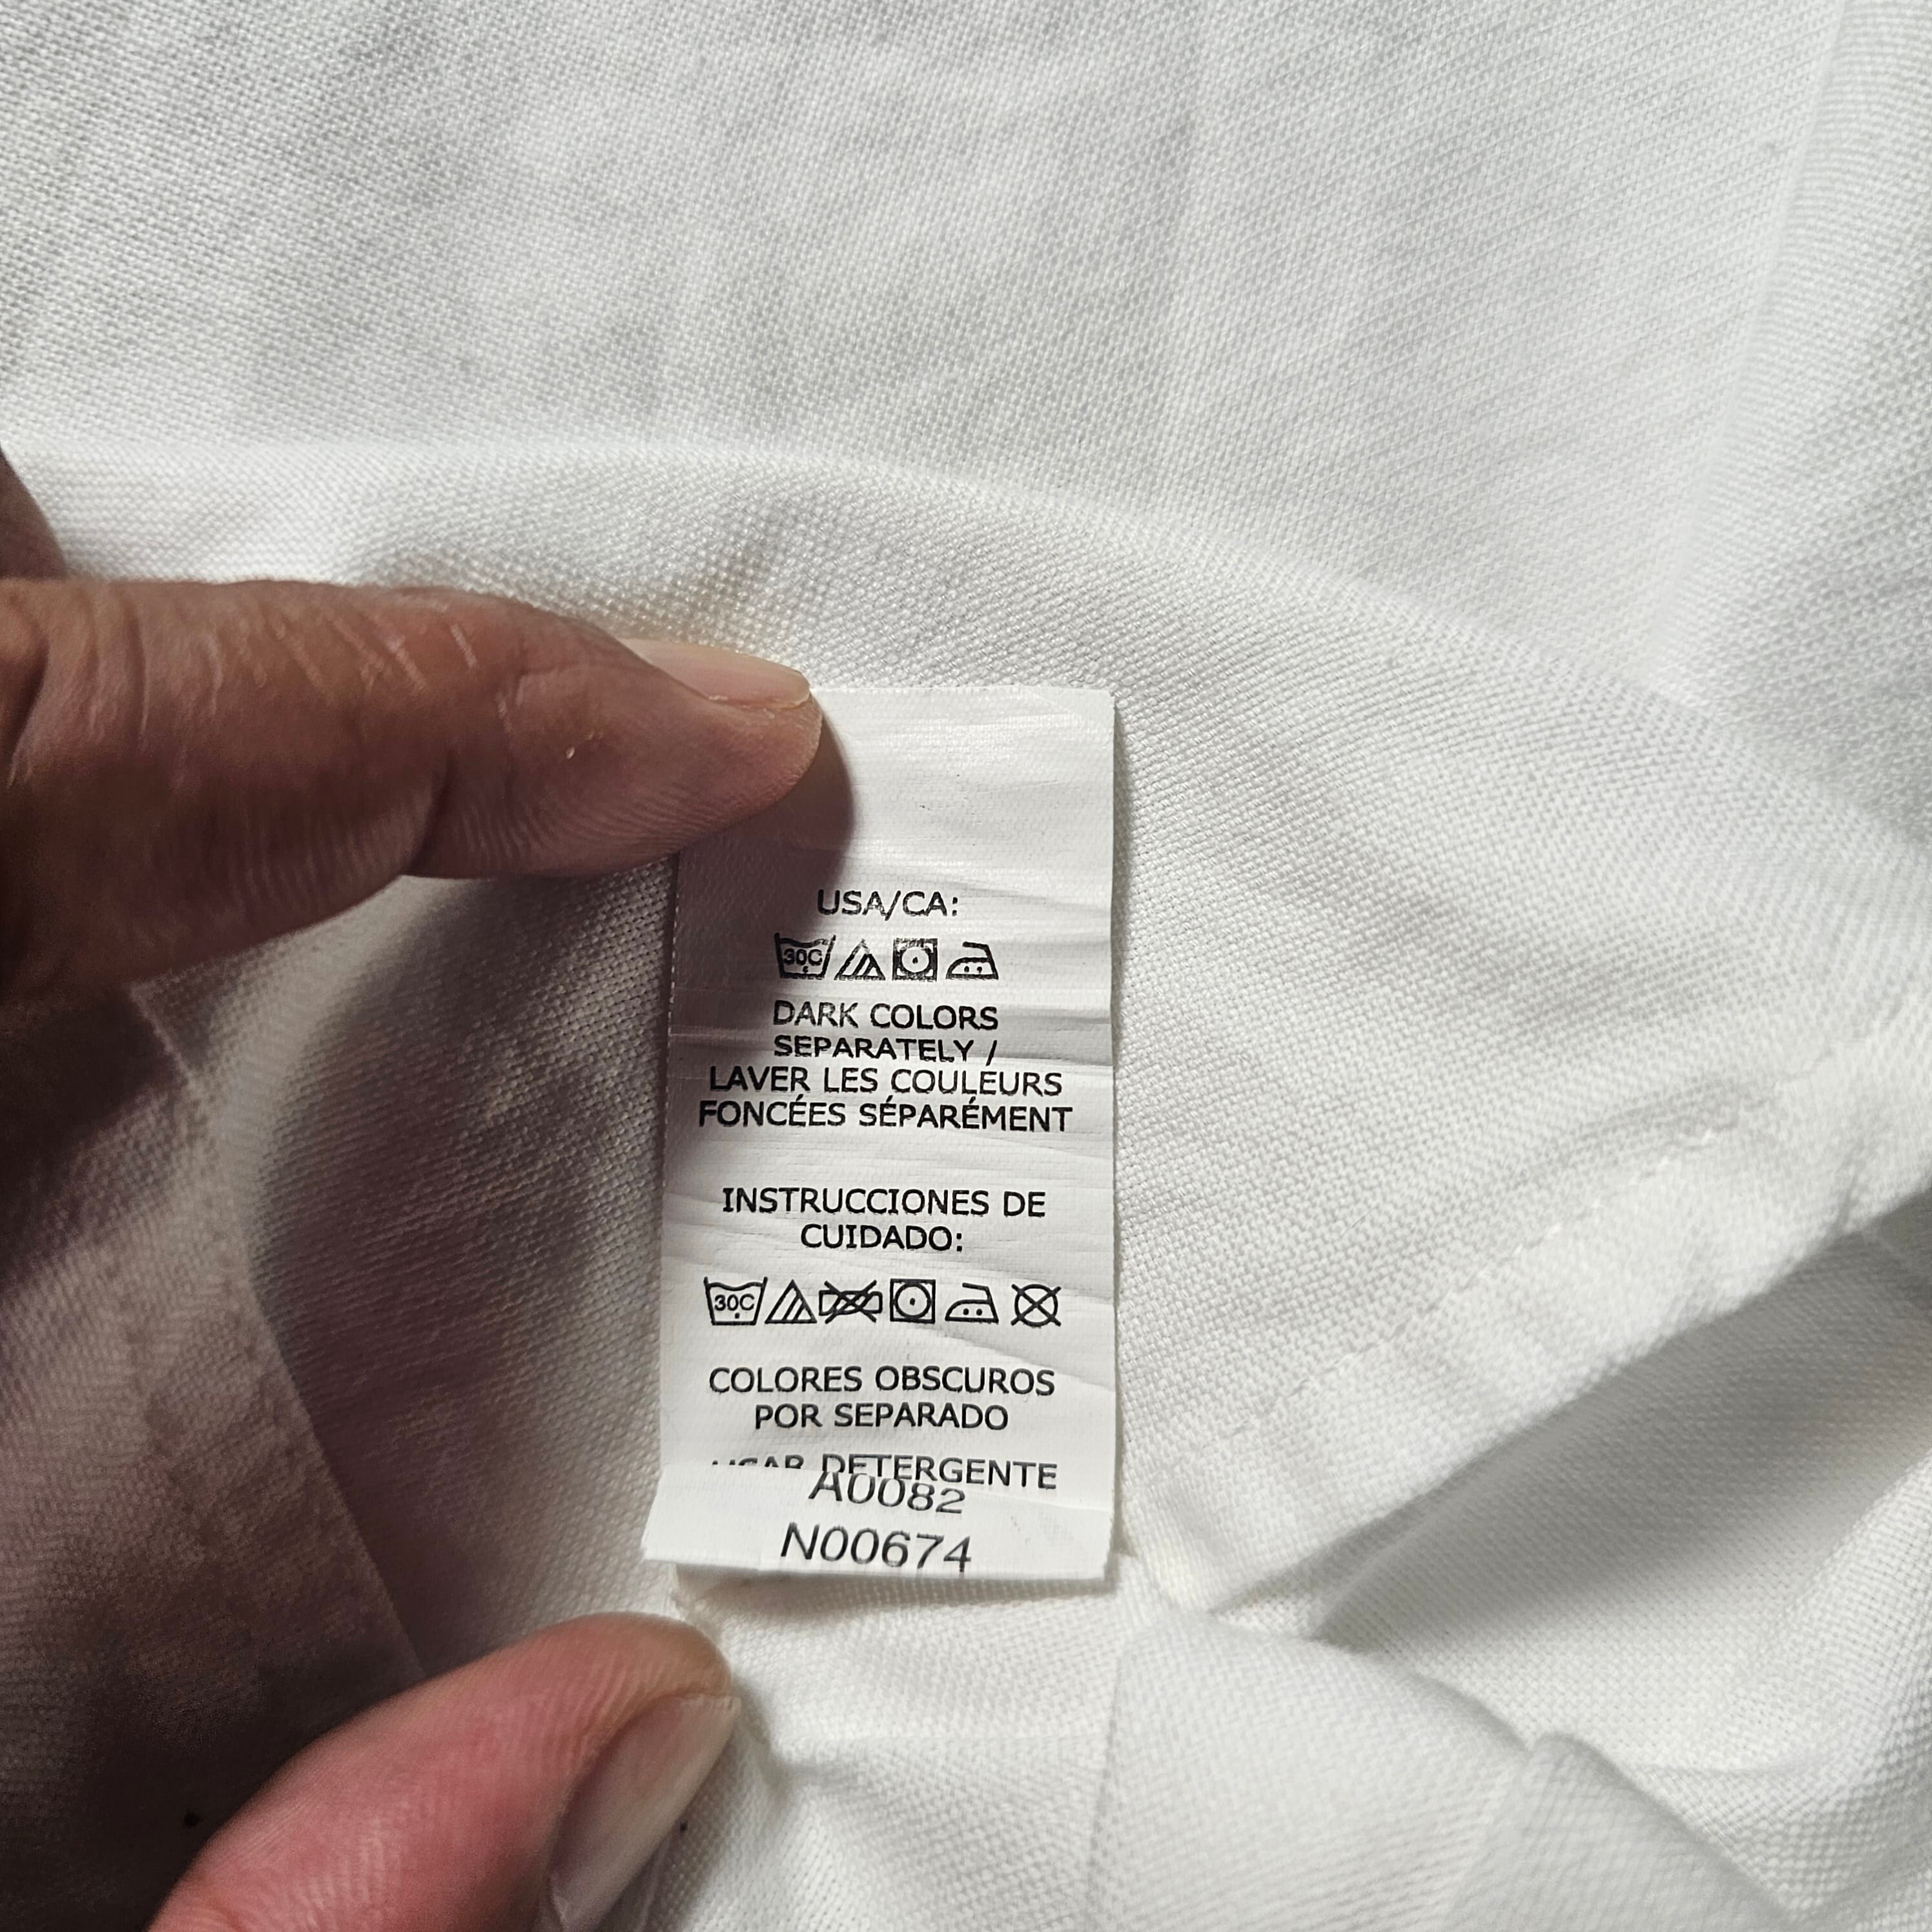 USA/CA:
30C
DARK COLORS
SEPARATELY /
LAVER LES COULEURS
FONCÉES SÉPARÉMENT
INSTRUCCIONES DE
CUIDADO:
30C
COLORES OBSCUROS
POR SEPARADO
DETERGENTE
A0082
N00674